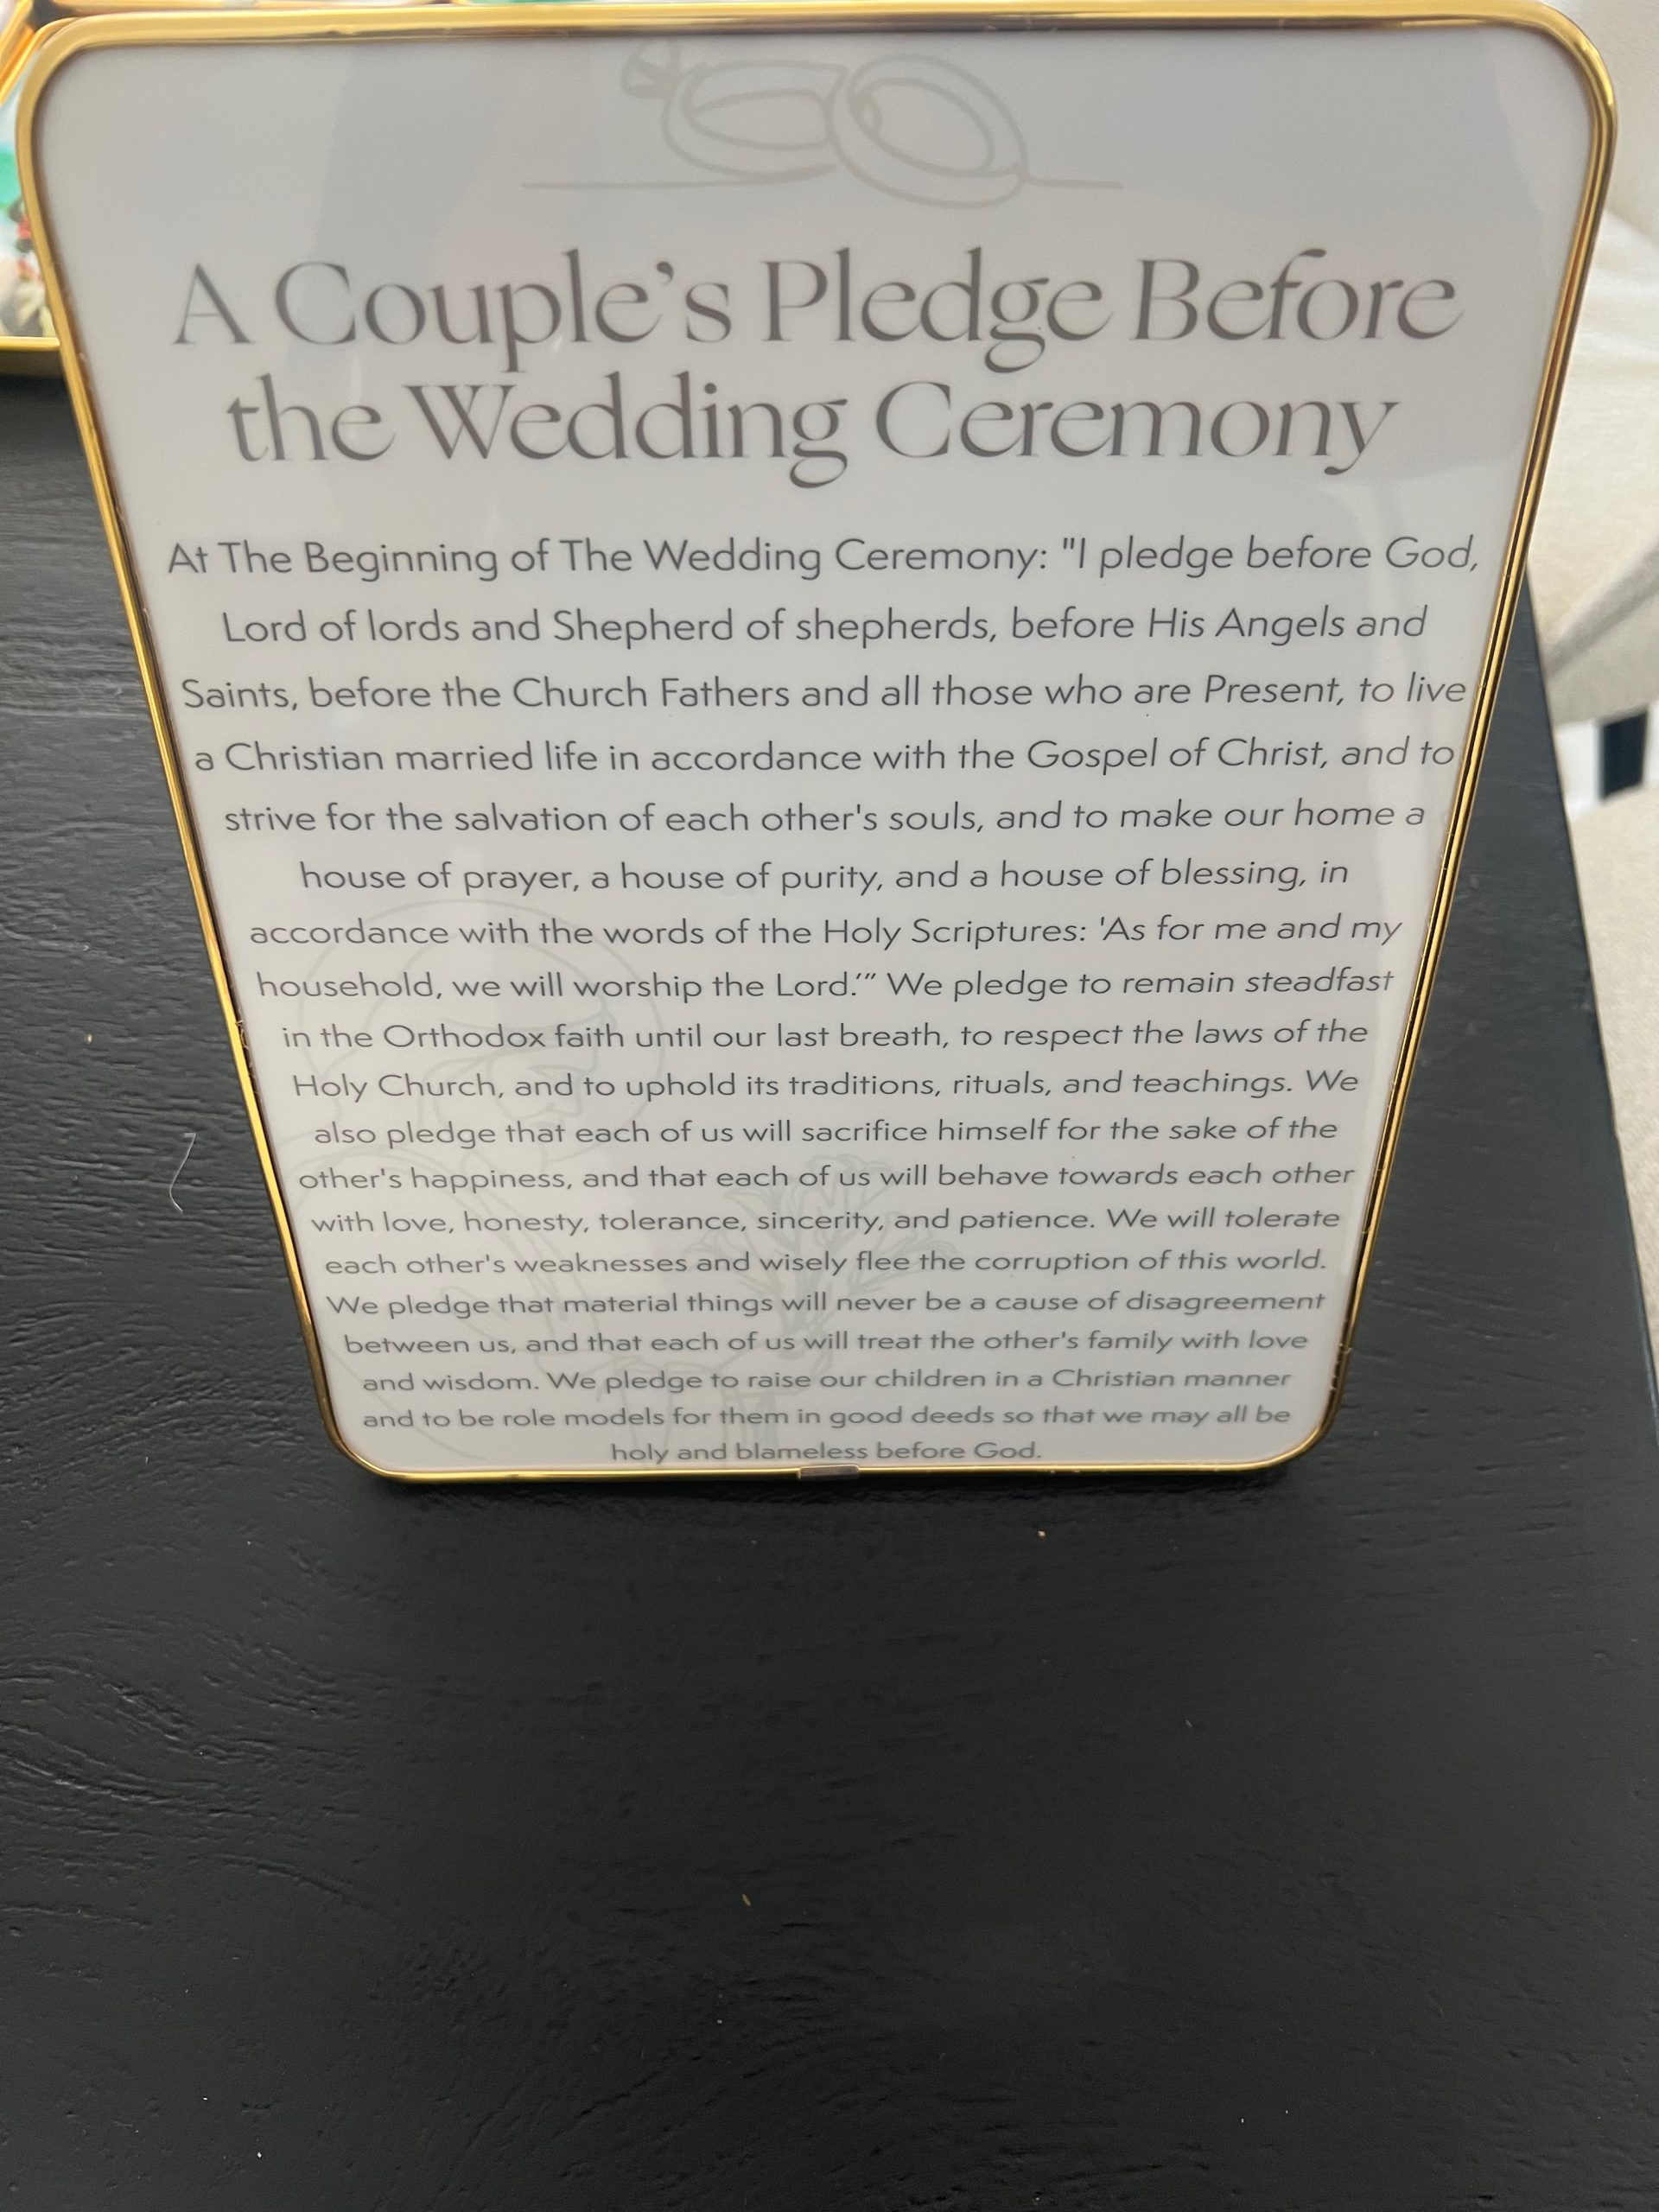 A Couple’s Pledge Before
the Wedding Ceremony
At The Beginning of The Wedding Ceremony: "I pledge before God,
Lord of lords and Shepherd of shepherds, before His Angels and
Saints, before the Church Fathers and all those who are Present, to live
a Christian married life in accordance with the Gospel of Christ, and to
strive for the salvation of each other's souls, and to make our home a
house of prayer, a house of purity, and a house of blessing, in
accordance with the words of the Holy Scriptures: 'As for me and my
household, we will worship the Lord.’” We pledge to remain steadfast
in the Orthodox faith until our last breath, to respect the laws of the
Holy Church, and to uphold its traditions, rituals, and teachings. We
also pledge that each of us will sacrifice himself for the sake of the
other's happiness, and that each of us will behave towards each other
with love, honesty, tolerance, sincerity, and patience. We will tolerate
each other's weaknesses and wisely flee the corruption of this world.
We pledge that material things will never be a cause of disagreement
between us, and that each of us will treat the other's family with love
and wisdom. We pledge to raise our children in a Christian manner
and to be role models for them in good deeds so that we may all be
holy and blameless before God.